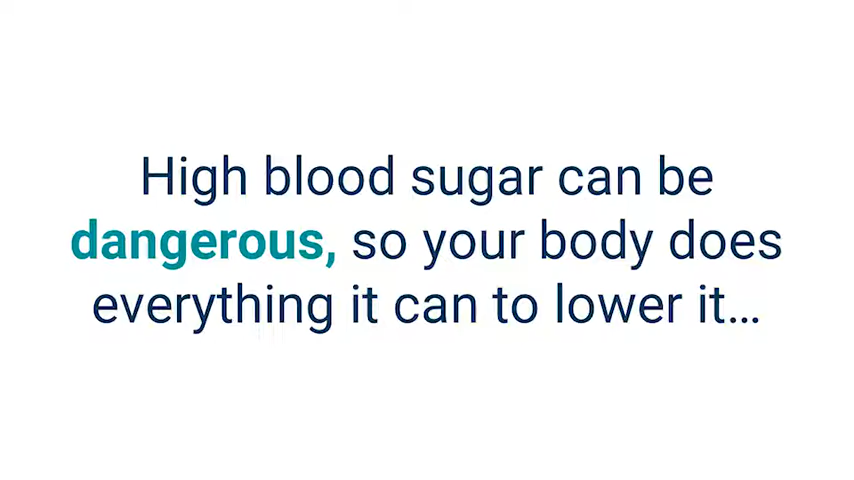 High blood sugar can be
dangerous, so your body does
everything it can to lower it...